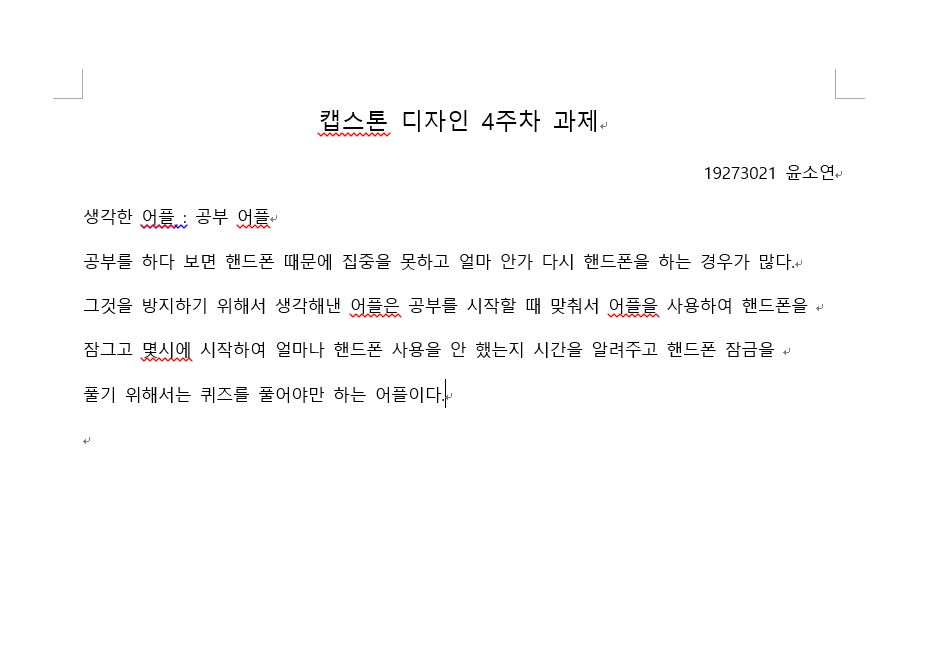 캡스톤 디자인 4주차 과제
19273021 윤소연
생각한 어플 : 공부 어플
공부를 하다 보면 핸드폰 때문에 집중을 못하고 얼마 안가 다시 핸드폰을 하는 경우가 많다.
그것을 방지하기 위해서 생각해낸 어플은 공부를 시작할 때 맞춰서 어플을 사용하여 핸드폰을
잠그고 몇시에 시작하여 얼마나 핸드폰 사용을 안 했는지 시간을 알려주고 핸드폰 잠금을
풀기 위해서는 퀴즈를 풀어야만 하는 어플이다.